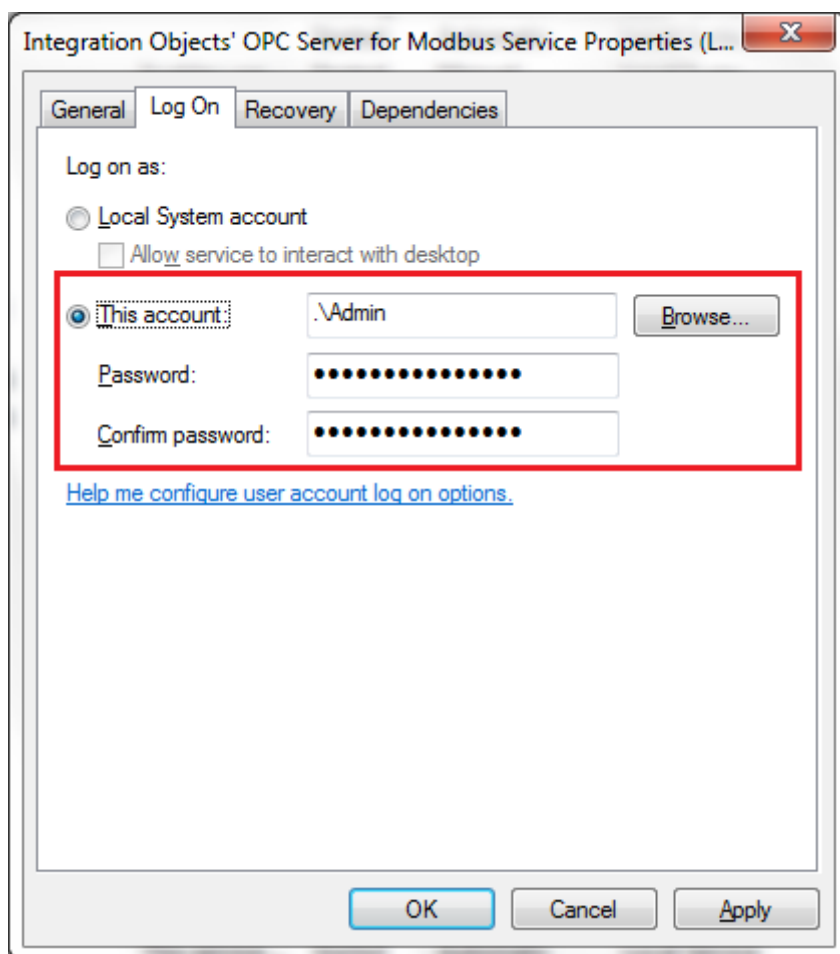 Integration Objects' OPC Server for Modbus Service Properties (L...
General Log On Recovery Dependencies
Log on as:
Local System account
Allow service to interact with desktop
This account: .\Admin Browse...
Password: •••••••••••••••
Confirm password: •••••••••••••••
Help me configure user account log on options.
OK Cancel Apply